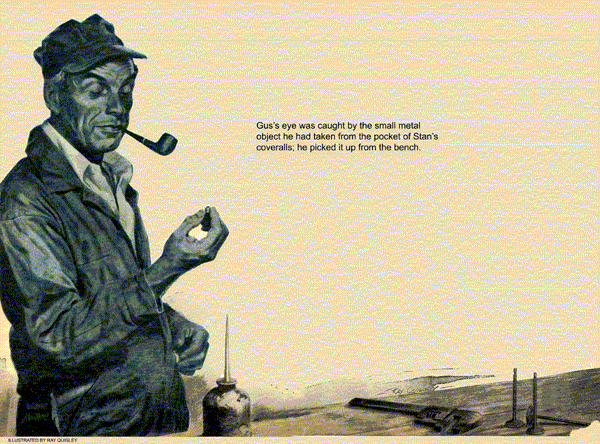 Gus's eye was caught by the small metal
object he had taken from the pocket of Stan's
coveralls; he picked it up from the bench.
ILLUSTRATED BY RAY QUIGLEY